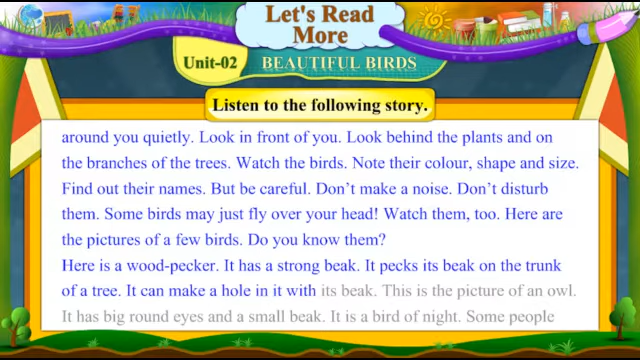 Let's Read
More
Unit-02
BEAUTIFUL BIRDS
Listen to the following story.
around you quietly. Look in front of you. Look behind the plants and on
the branches of the trees. Watch the birds. Note their colour, shape and size.
Find out their names. But be careful. Don't make a noise. Don't disturb
them. Some birds may just fly over your head! Watch them, too. Here are
the pictures of a few birds. Do you know them?
Here is a wood-pecker. It has a strong beak. It pecks its beak on the trunk
of a tree. It can make a hole in it with its beak. This is the picture of an owl.
It has big round eyes and a small beak. It is a bird of night. Some people